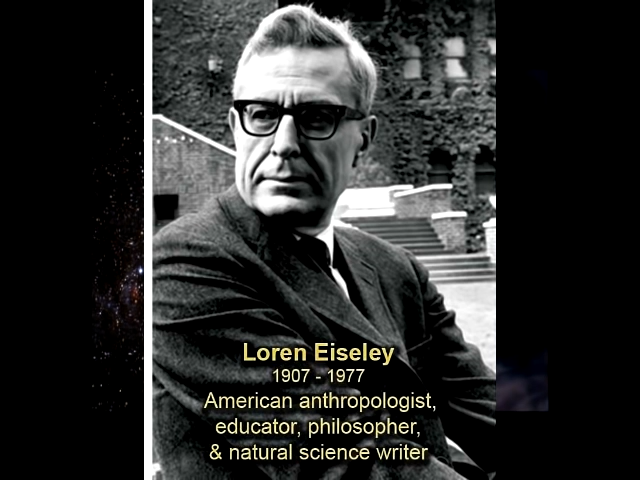 Loren Eiseley
1907 - 1977
American anthropologist,
educator, philosopher,
& natural science writer